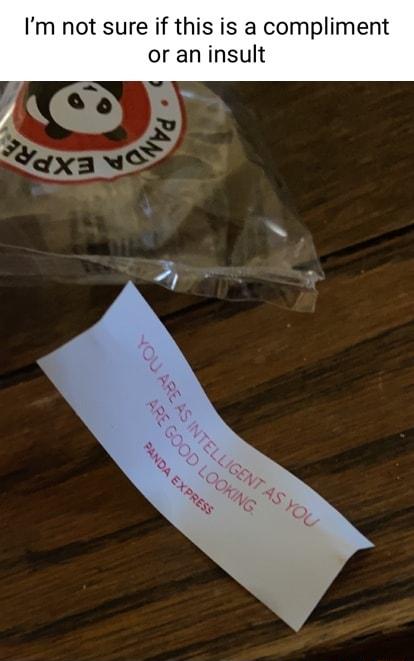 I'm not sure if this is a compliment
or an insult
PANDA EXPRE
YOU ARE AS INTELLIGENT AS YOU
ARE GOOD LOOKING.
PANDA EXPRESS